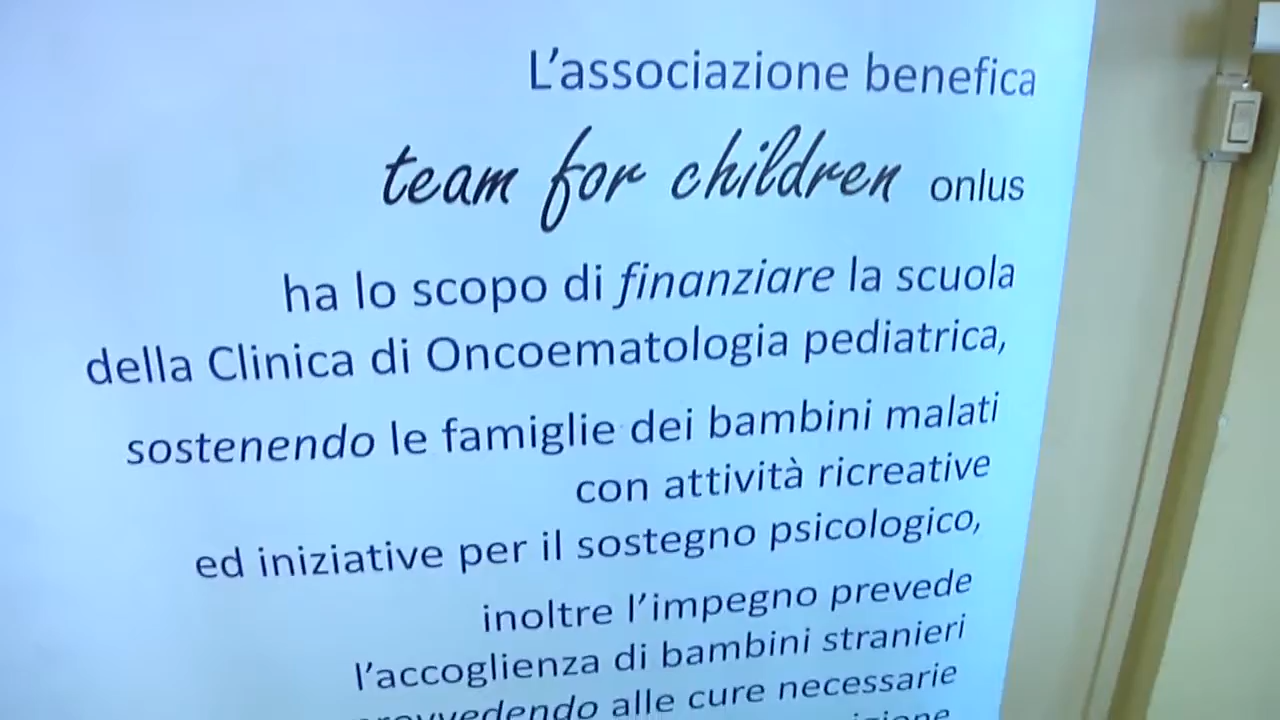 L'associazione benefica
team for children onlus
ha lo scopo di finanziare la scuola
della Clinica di Oncoematologia pediatrica,
sostenendo le famiglie dei bambini malati
con attività ricreative
ed iniziative per il sostegno psicologico,
inoltre l'impegno prevede
l'accoglienza di bambini stranieri
alle cure necessarie